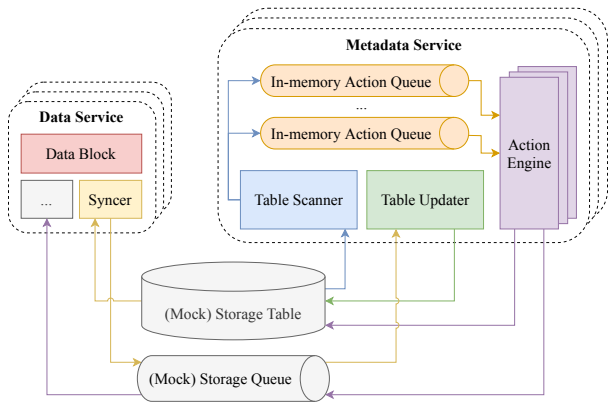 Metadata Service
In-memory Action Queue
...
In-memory Action Queue
Action
Engine
Table Scanner
Table Updater
Data Service
Data Block
...
Syncer
(Mock) Storage Table
(Mock) Storage Queue